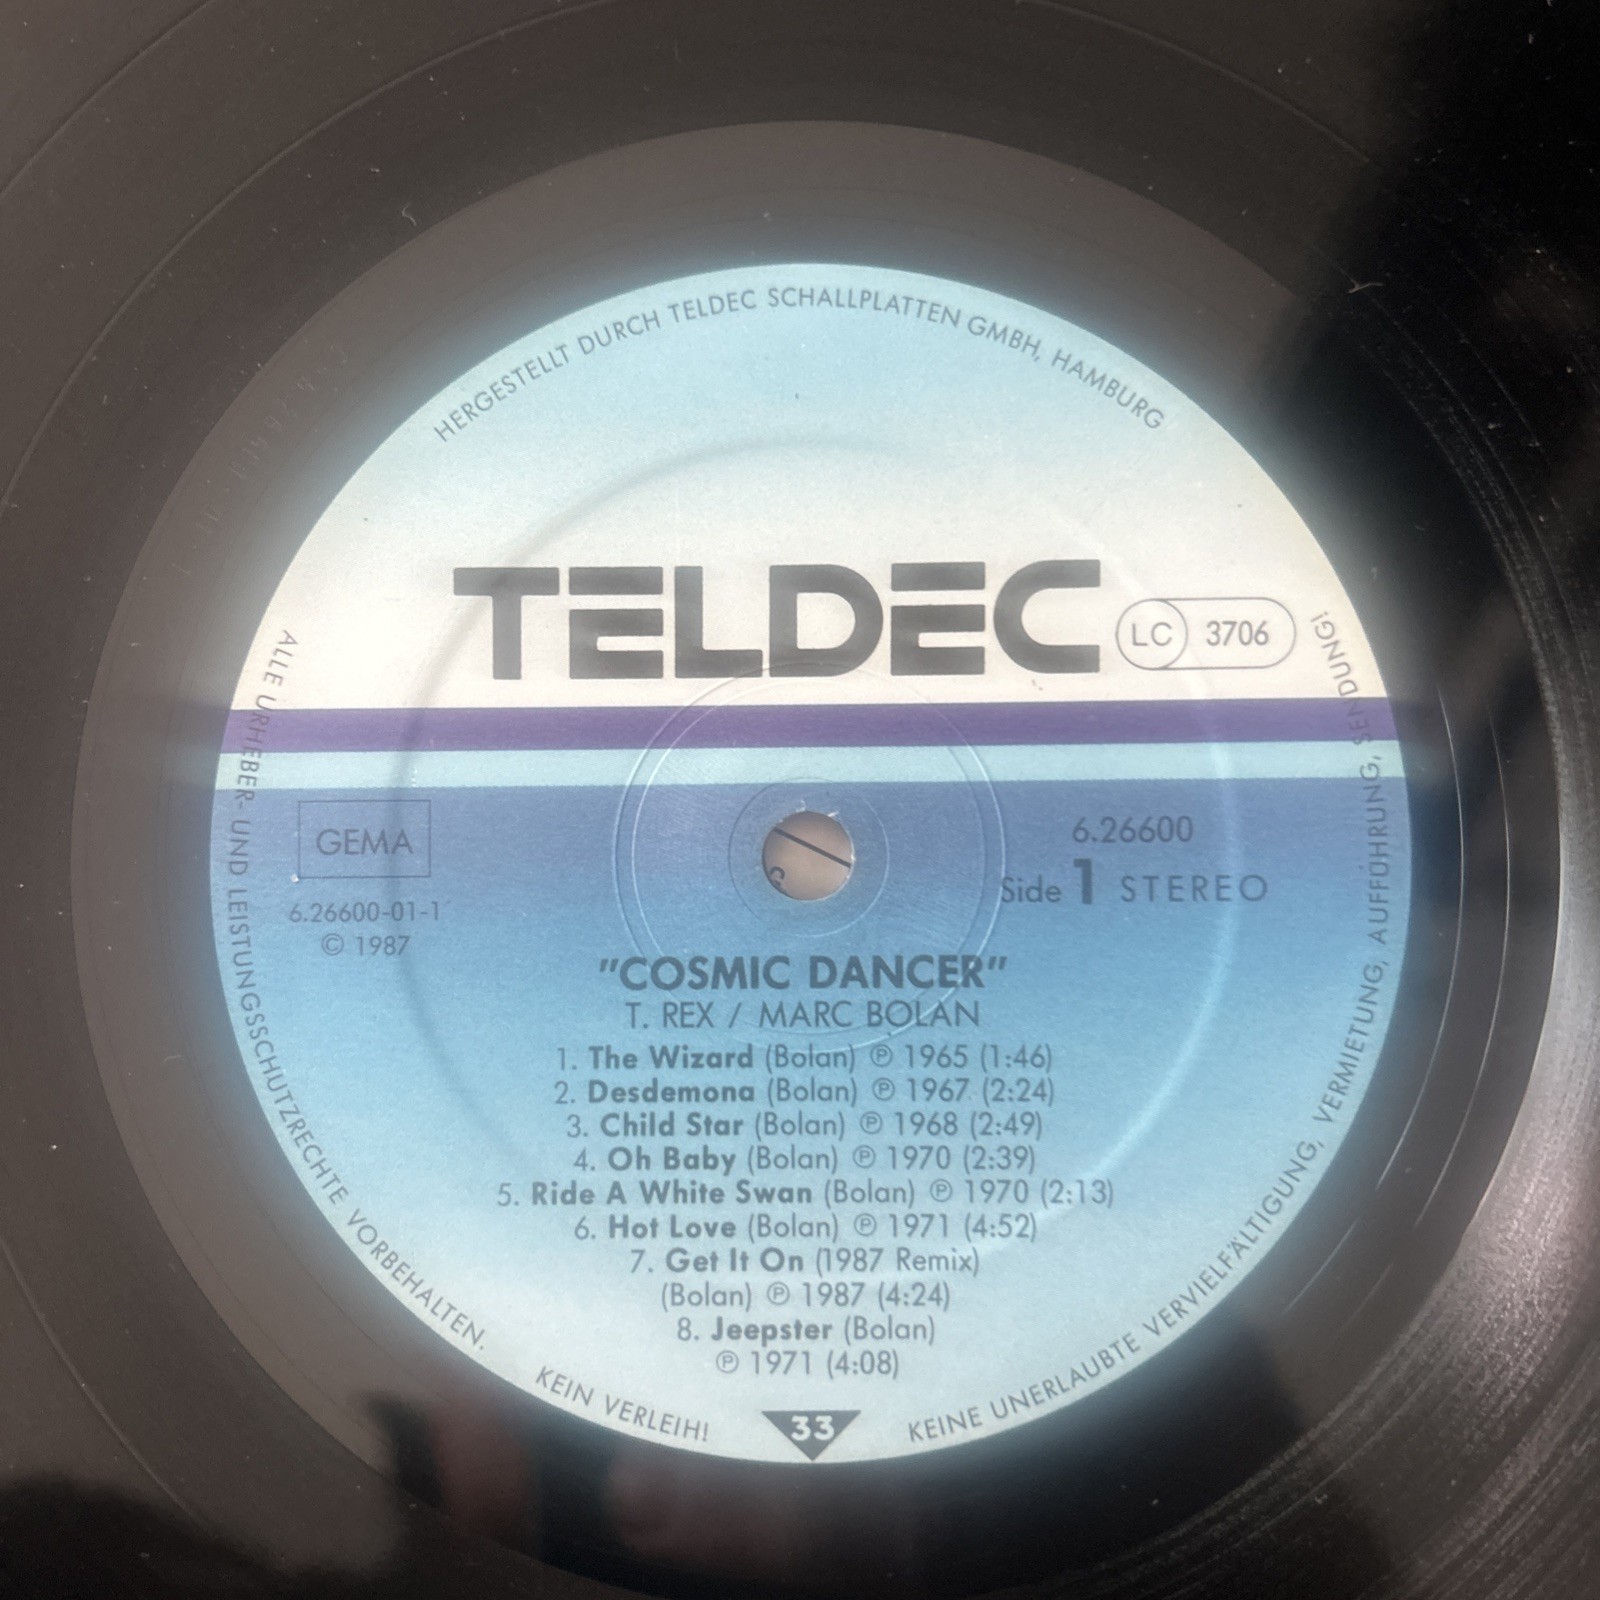 HERGESTELLT DURCH TELDEC SCHALLPLATTEN GMBH, HAMBURG
TELDEC
LC 3706
GEMA
6.26600-01-1
© 1987
6.26600
Side 1 STEREO
"COSMIC DANCER"
T. REX / MARC BOLAN
1. The Wizard (Bolan) ℗ 1965 (1:46)
2. Desdemona (Bolan) ℗ 1967 (2:24)
3. Child Star (Bolan) ℗ 1968 (2:49)
4. Oh Baby (Bolan) ℗ 1970 (2:39)
5. Ride A White Swan (Bolan) ℗ 1970 (2:13)
6. Hot Love (Bolan) ℗ 1971 (4:52)
7. Get It On (1987 Remix)
(Bolan) ℗ 1987 (4:24)
8. Jeepster (Bolan)
℗ 1971 (4:08)
33
ALLE URHEBER- UND LEISTUNGSSCHUTZRECHTE VORBEHALTEN.
KEIN VERLEIH!
KEINE UNERLAUBTE VERVIELFÄLTIGUNG, VERMIETUNG, AUFFÜHRUNG, SENDUNG!